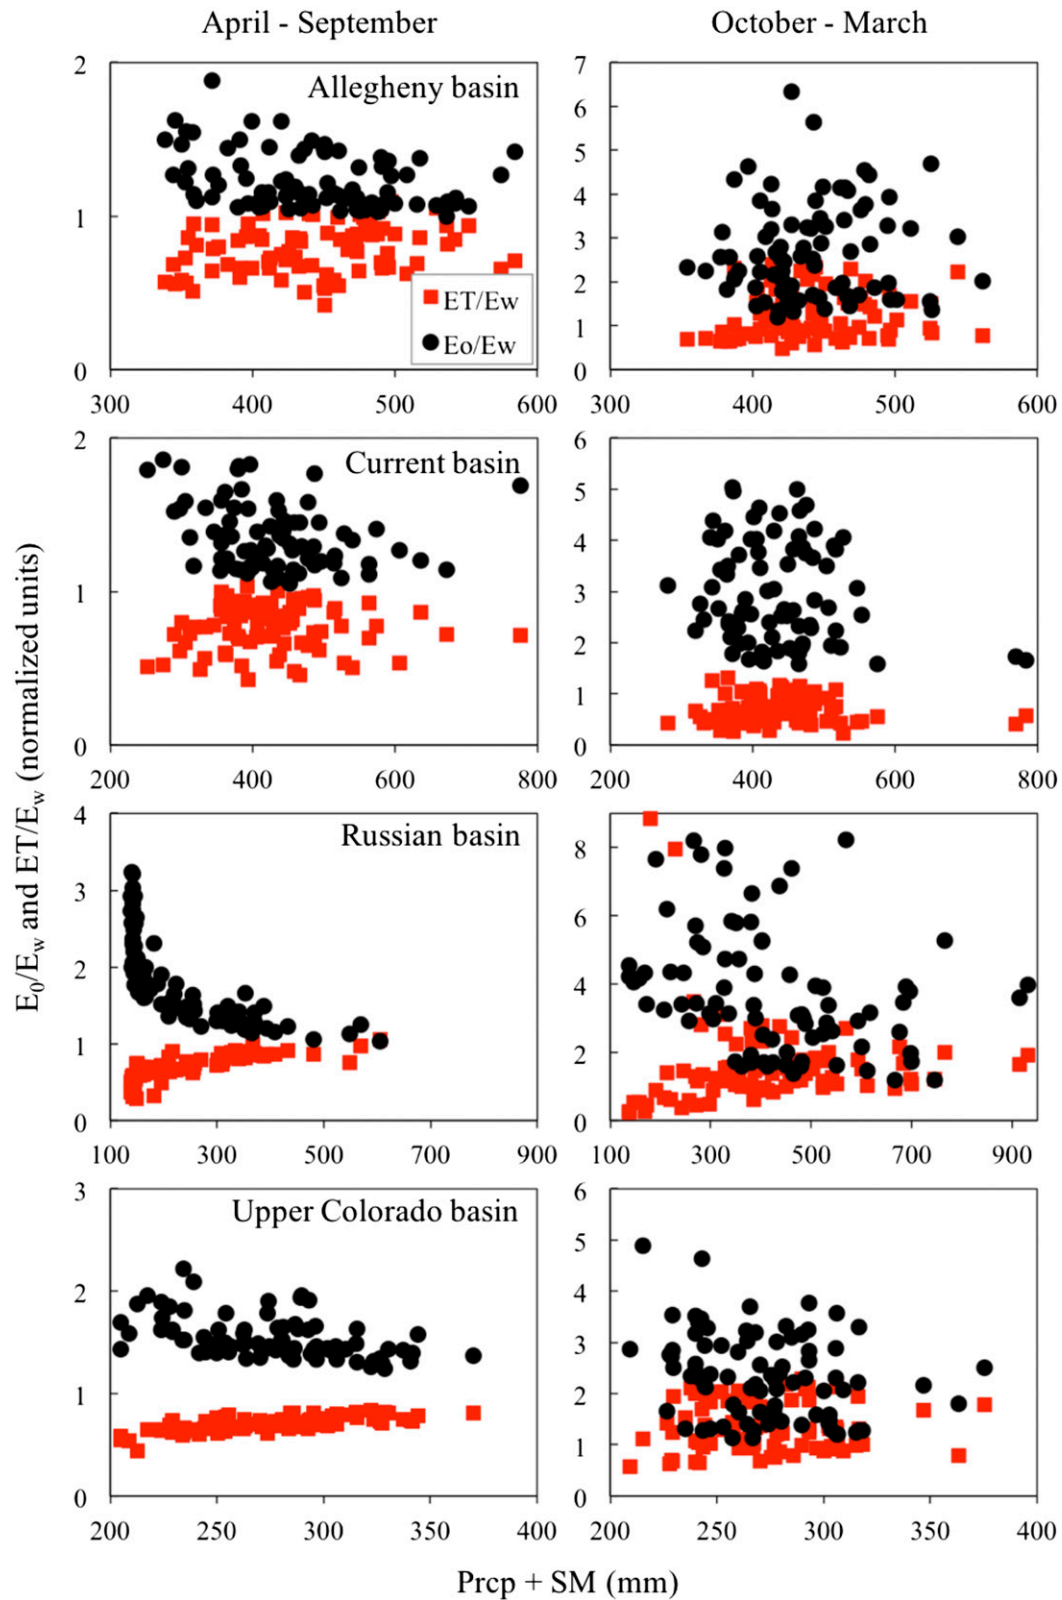 April - September
October - March
E₀/E_w and ET/E_w (normalized units)
2
1
0
Allegheny basin
ET/Ew
Eo/Ew
300 400 500 600
7
6
5
4
3
2
1
0
300 400 500 600
2
1
0
Current basin
200 400 600 800
6
5
4
3
2
1
0
200 400 600 800
4
3
2
1
0
Russian basin
100 300 500 700 900
8
6
4
2
0
100 300 500 700 900
3
2
1
0
Upper Colorado basin
200 250 300 350 400
6
5
4
3
2
1
0
200 250 300 350 400
Prcp + SM (mm)